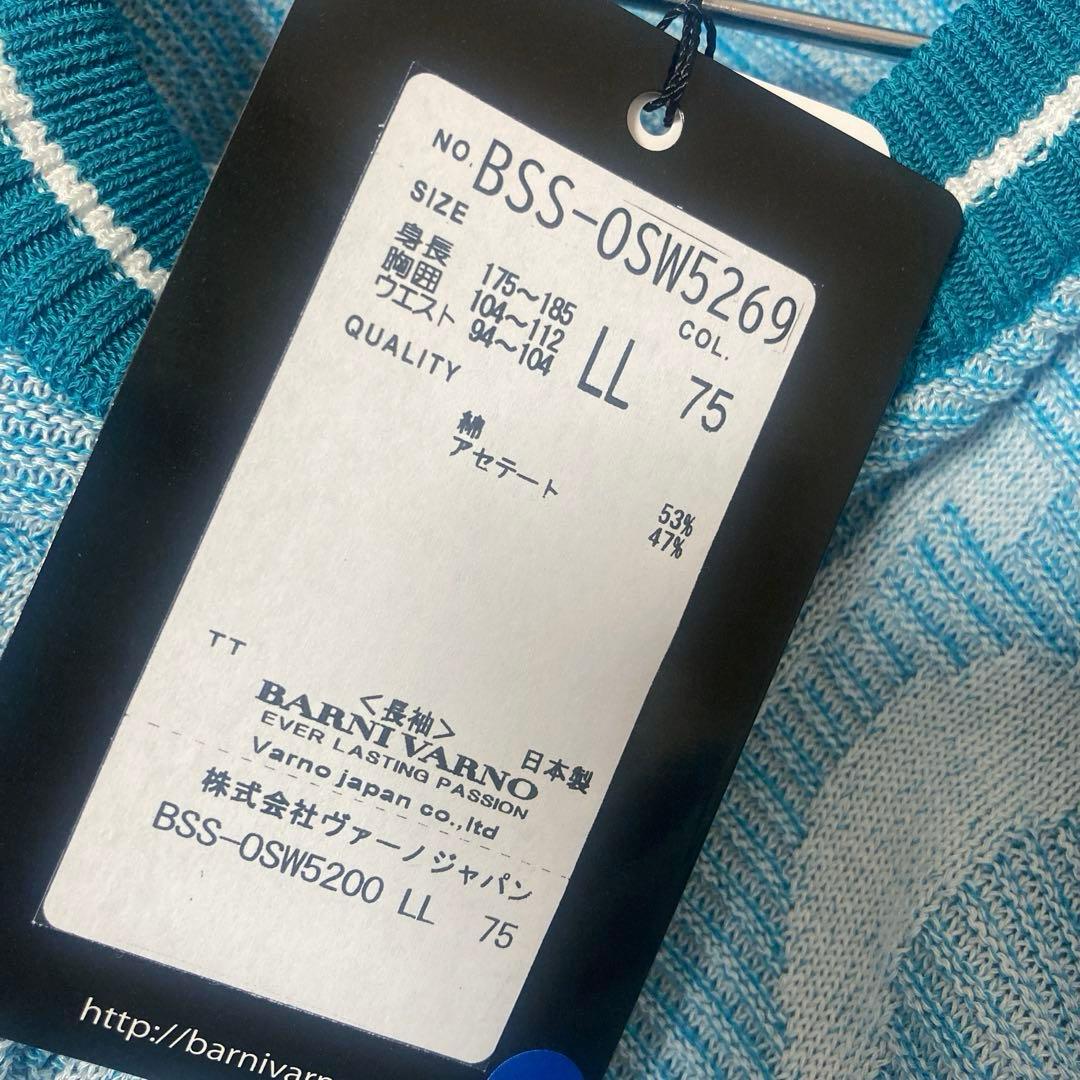 NO. BSS-OSW5269
SIZE COL.
身長 175～185
胸囲 104～112 LL 75
ウエスト 94～104
QUALITY
綿 53%
アセテート 47%
TT
＜長袖＞ 日本製
BARNI VARNO
EVER LASTING PASSION
Varno japan co.,ltd
株式会社ヴァーノジャパン
BSS-OSW5200 LL 75
http://barnivarn